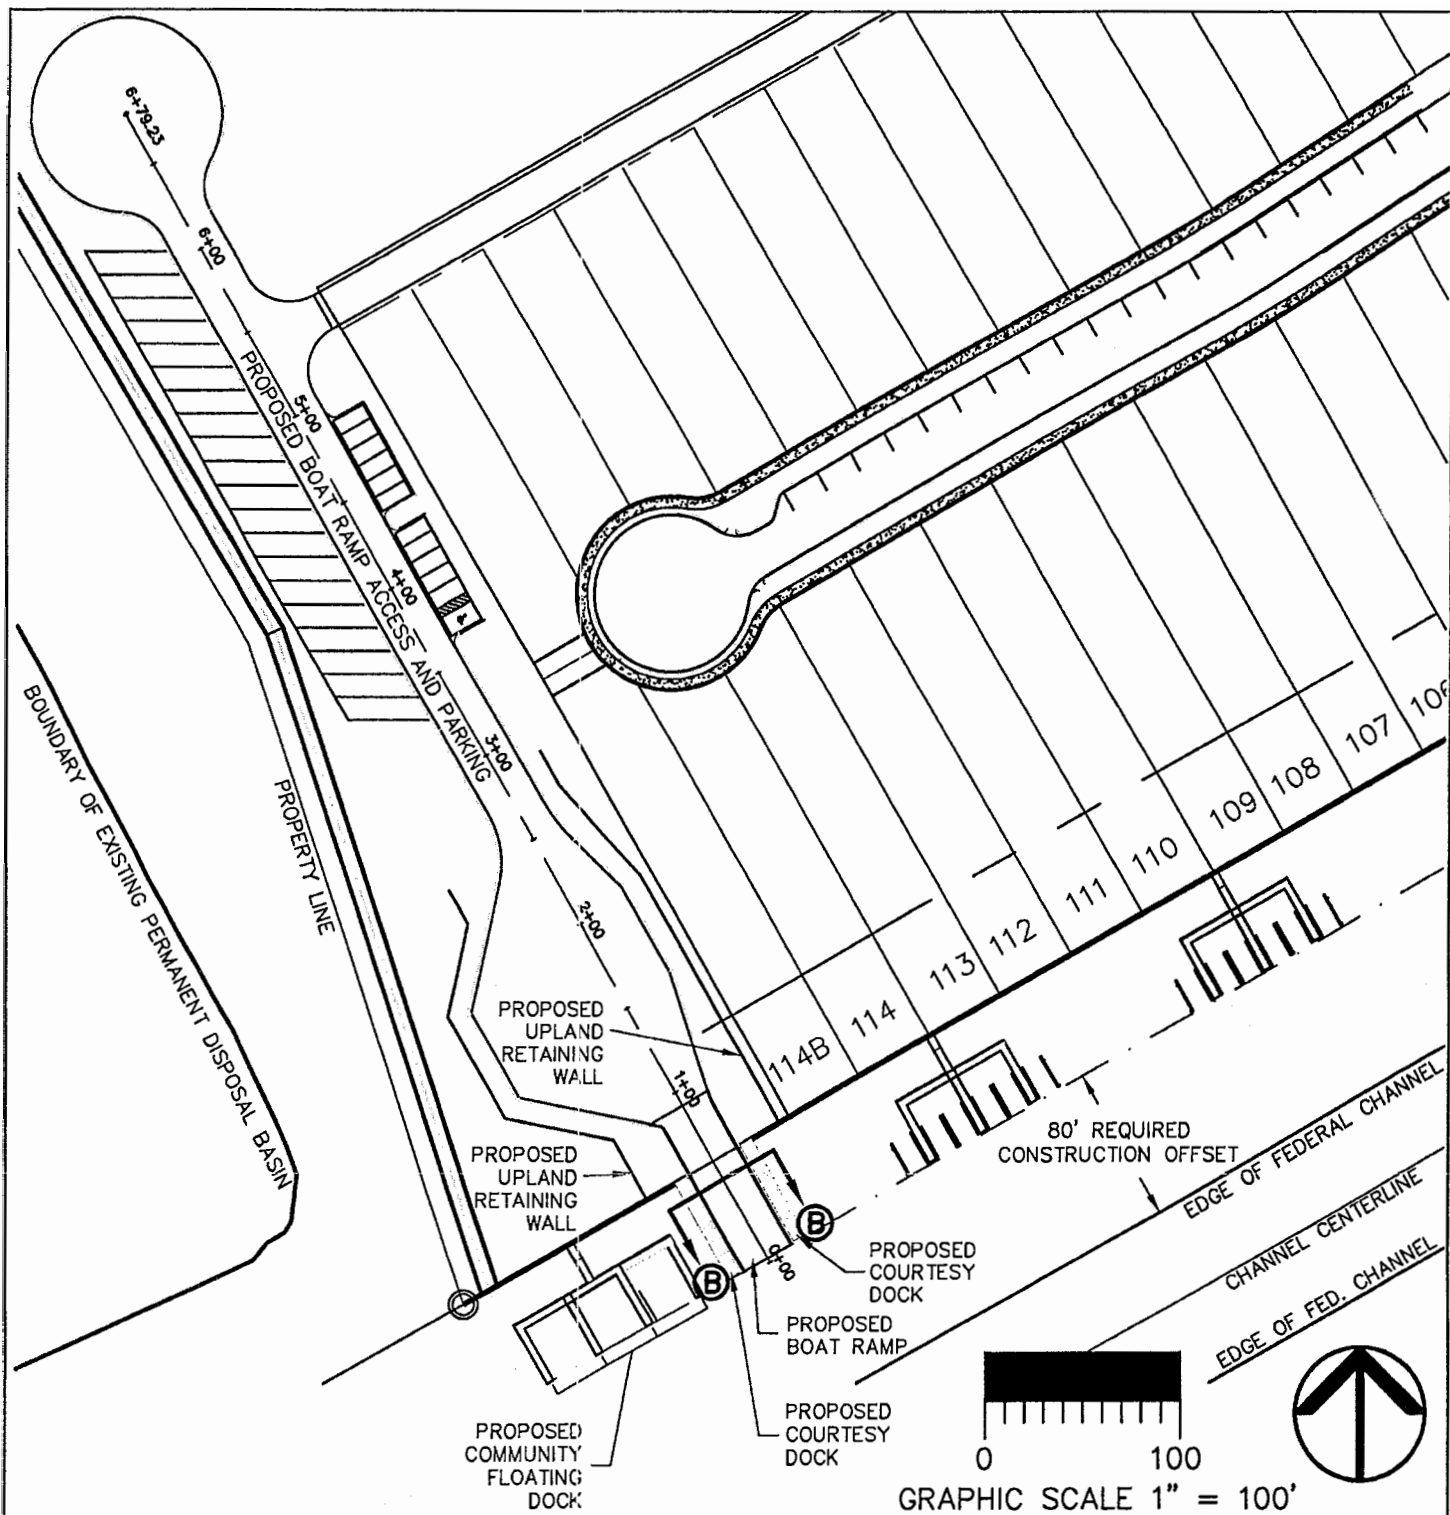 6+79.23
6+00
PROPOSED BOAT RAMP ACCESS AND PARKING
5+00
4+00
3+00
2+00
1+00
0+00
BOUNDARY OF EXISTING PERMANENT DISPOSAL BASIN
PROPERTY LINE
106
107
108
109
110
111
112
113
114
114B
PROPOSED
UPLAND
RETAINING
WALL
PROPOSED
UPLAND
RETAINING
WALL
80' REQUIRED
CONSTRUCTION OFFSET
EDGE OF FEDERAL CHANNEL
CHANNEL CENTERLINE
EDGE OF FED. CHANNEL
B
B
PROPOSED
COURTESY
DOCK
PROPOSED
BOAT RAMP
PROPOSED
COURTESY
DOCK
PROPOSED
COMMUNITY
FLOATING
DOCK
0 100
GRAPHIC SCALE 1" = 100'